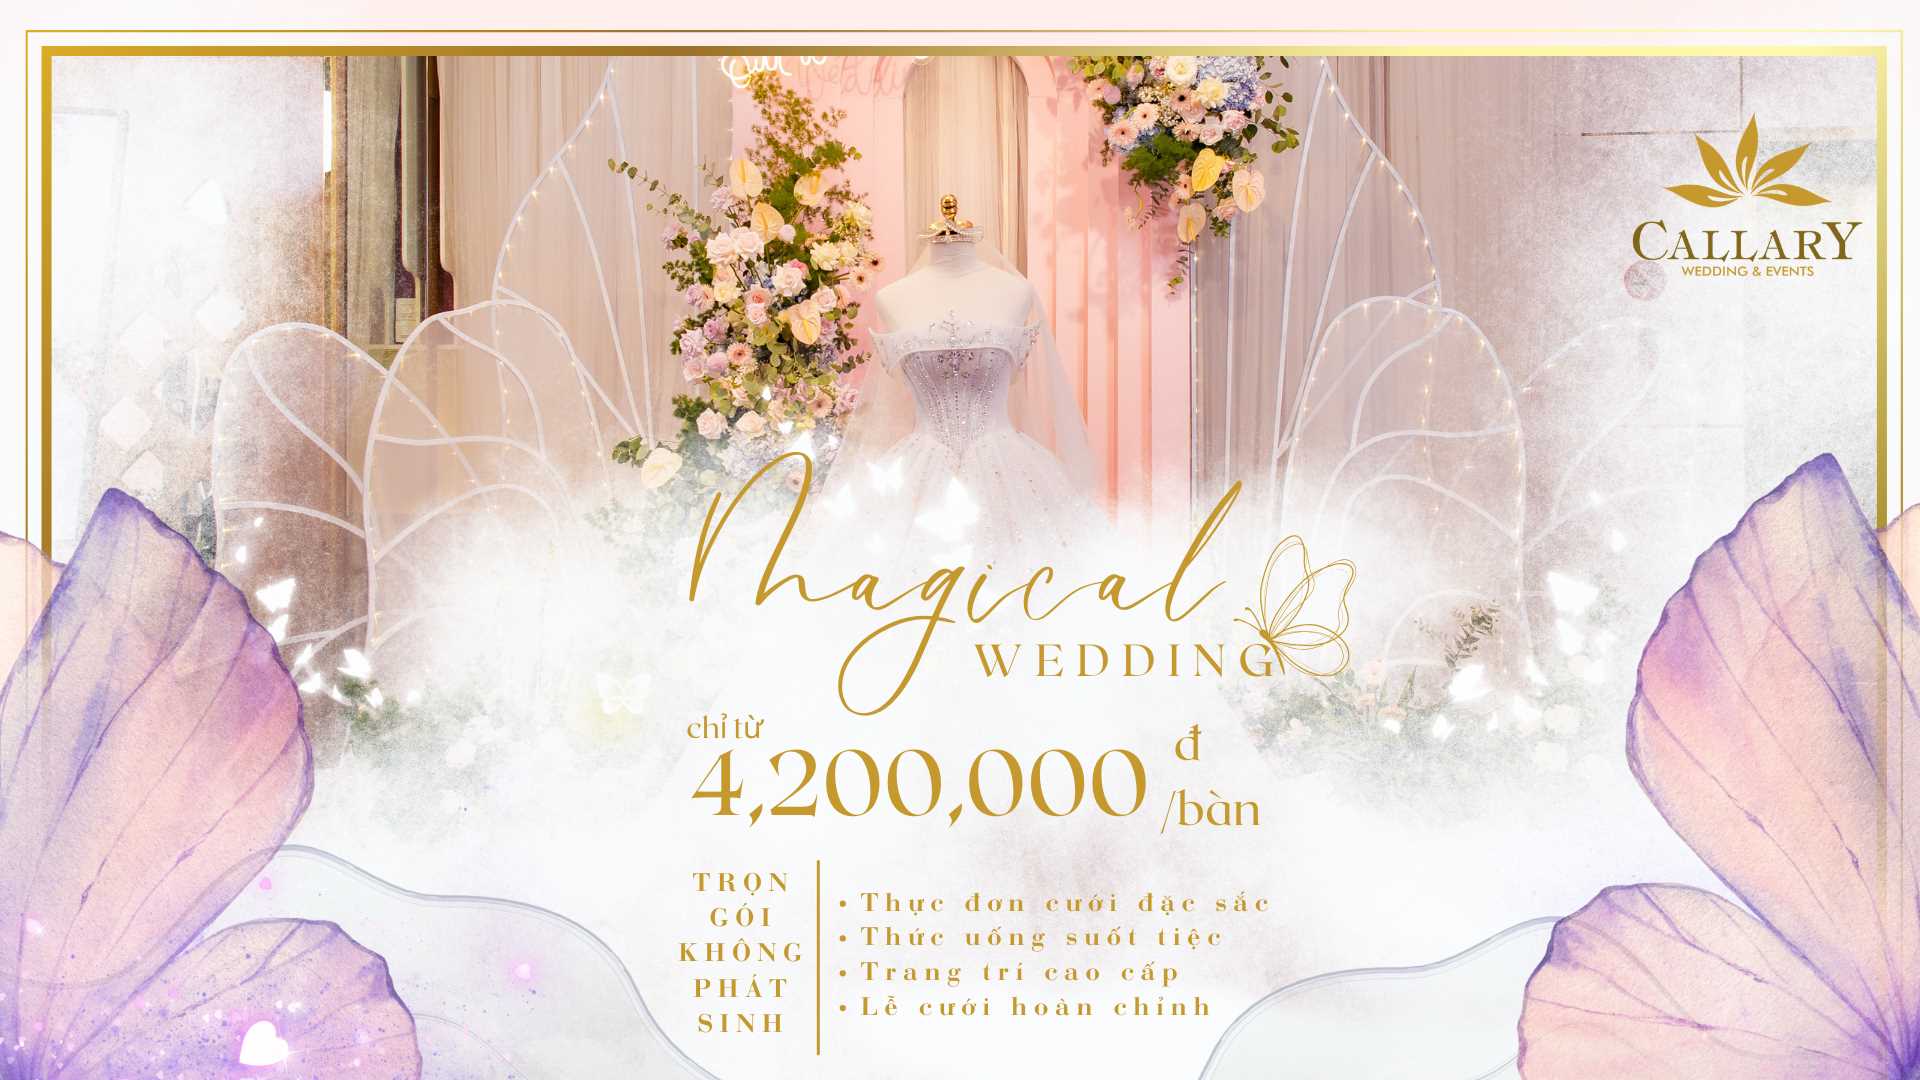 CALLARY
WEDDING & EVENTS
Magical
WEDDING
chỉ từ
4,200,000 đ
/bàn
TRỌN
GÓI
KHÔNG
PHÁT
SINH
• Thực đơn cưới đặc sắc
• Thức uống suốt tiệc
• Trang trí cao cấp
• Lễ cưới hoàn chỉnh